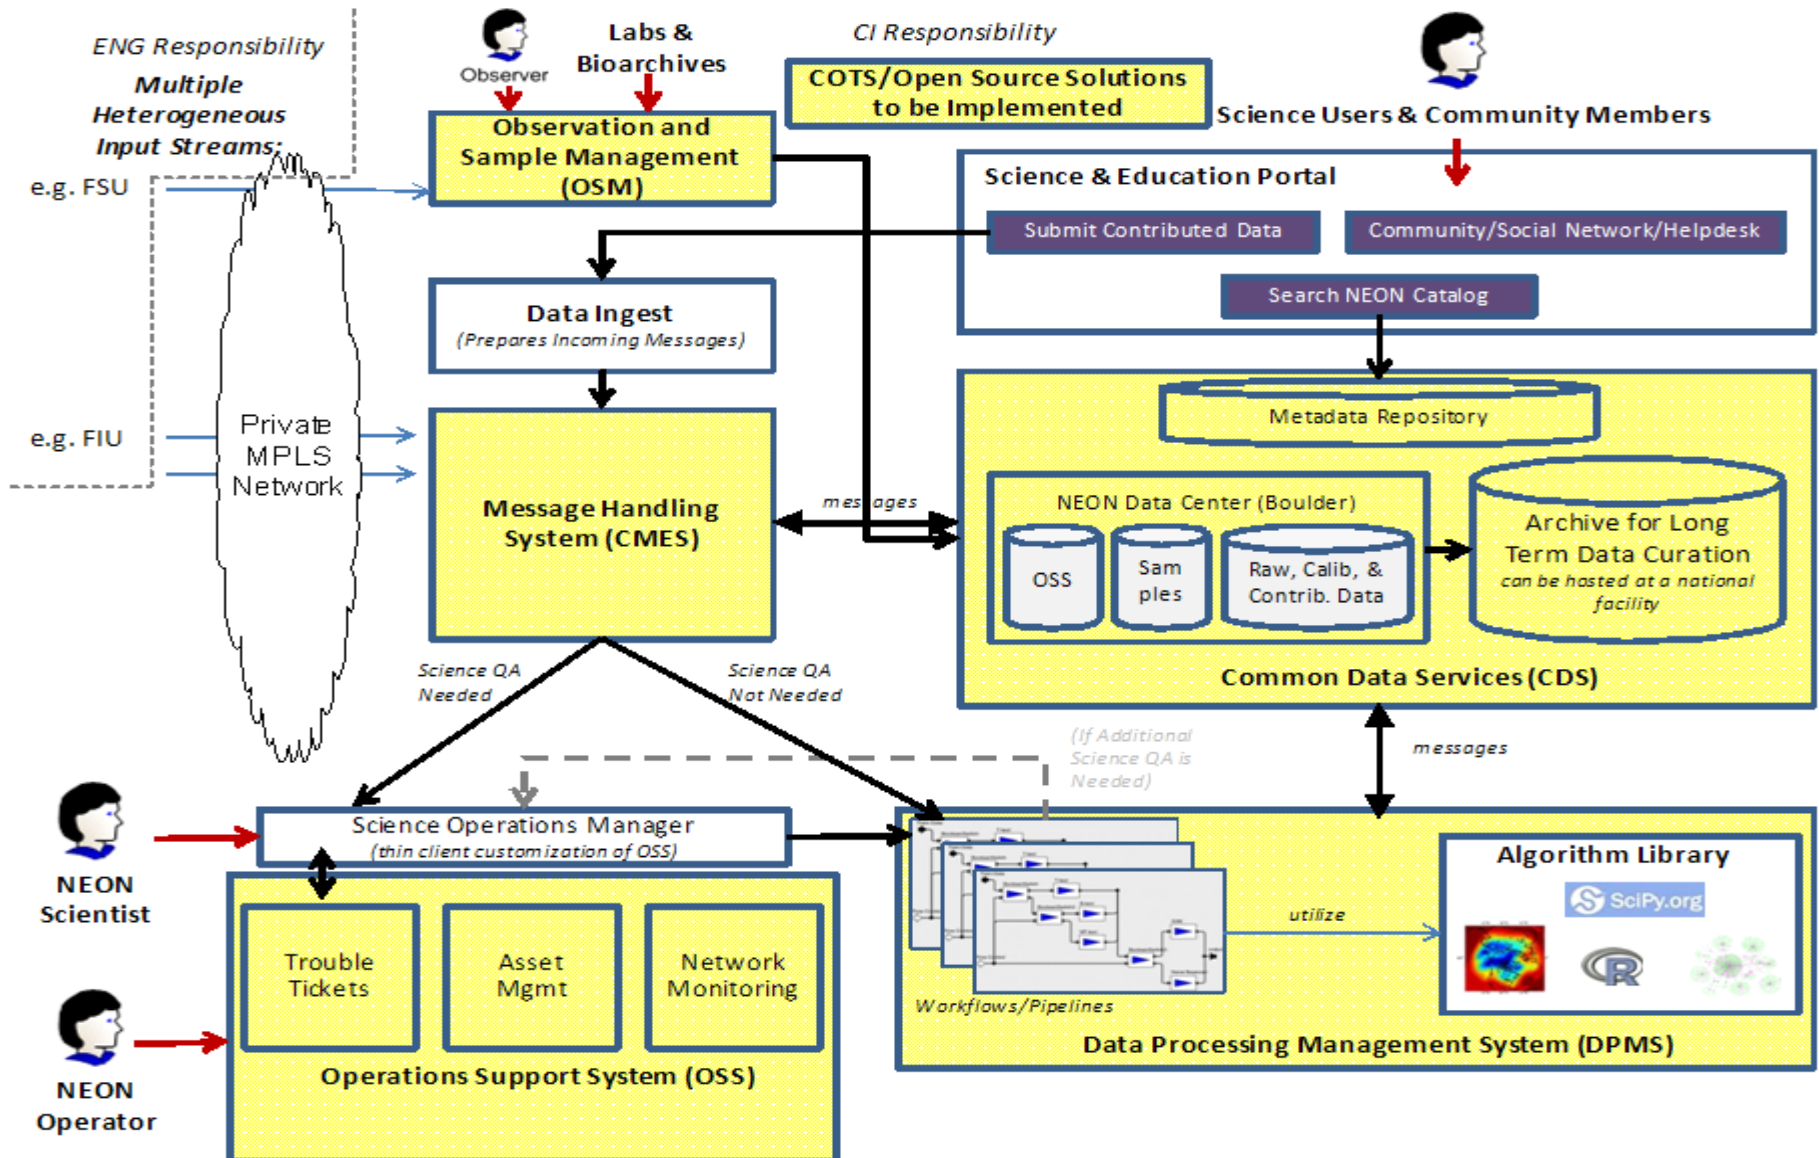 ENG Responsibility
Multiple
Heterogeneous
Input Streams:
e.g. FSU
e.g. FIU
Private
MPLS
Network
Observer
Labs &
Bioarchives
CI Responsibility
COTS/Open Source Solutions
to be Implemented
Science Users & Community Members
Observation and
Sample Management
(OSM)
Science & Education Portal
Submit Contributed Data
Community/Social Network/Helpdesk
Search NEON Catalog
Data Ingest
(Prepares Incoming Messages)
Message Handling
System (CMES)
messages
Metadata Repository
NEON Data Center (Boulder)
OSS
Sam
ples
Raw, Calib, &
Contrib. Data
Archive for Long
Term Data Curation
can be hosted at a national
facility
Common Data Services (CDS)
Science QA
Needed
Science QA
Not Needed
(If Additional
Science QA is
Needed)
messages
NEON
Scientist
Science Operations Manager
(thin client customization of OSS)
Trouble
Tickets
Asset
Mgmt
Network
Monitoring
Operations Support System (OSS)
NEON
Operator
Workflows/Pipelines
utilize
Algorithm Library
SciPy.org
R
Data Processing Management System (DPMS)